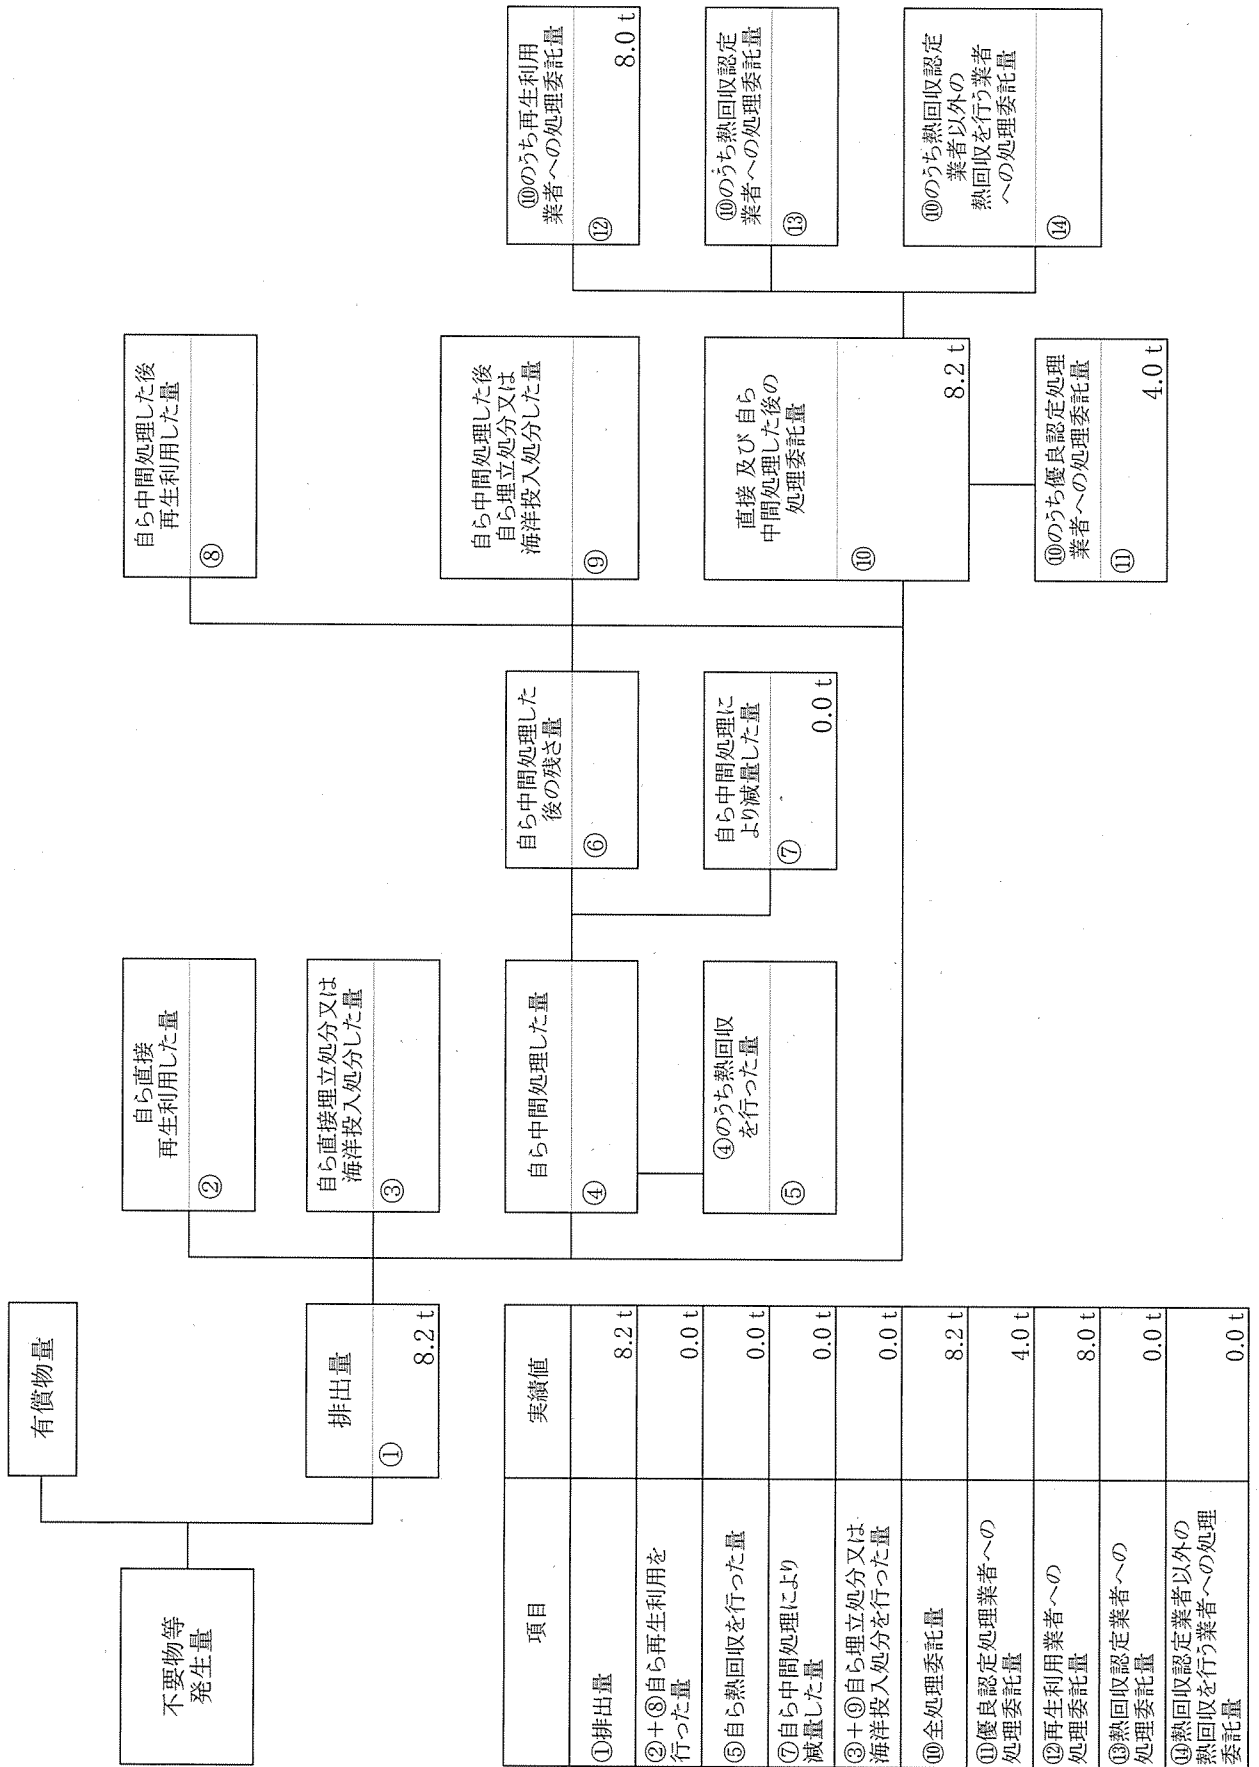 不要物等
発生量
有償物量
排出量
①
8.2 t
自ら直接
再生利用した量
②
自ら直接埋立処分又は
海洋投入処分した量
③
自ら中間処理した量
④
④のうち熱回収
を行った量
⑤
自ら中間処理した
後の残さ量
⑥
自ら中間処理に
より減量した量
⑦
0.0 t
自ら中間処理した後
再生利用した量
⑧
自ら中間処理した後
自ら埋立処分又は
海洋投入処分した量
⑨
直接 及び 自ら
中間処理した後の
処理委託量
⑩
8.2 t
⑩のうち優良認定処理
業者への処理委託量
⑪
4.0 t
⑩のうち再生利用
業者への処理委託量
⑫
8.0 t
⑩のうち熱回収認定
業者への処理委託量
⑬
⑩のうち熱回収認定
業者以外の
熱回収を行う業者
への処理委託量
⑭
項目 実績値
①排出量 8.2 t
②+⑧自ら再生利用を
行った量 0.0 t
⑤自ら熱回収を行った量 0.0 t
⑦自ら中間処理により
減量した量 0.0 t
③+⑨自ら埋立処分又は
海洋投入処分を行った量 0.0 t
⑩全処理委託量 8.2 t
⑪優良認定処理業者への
処理委託量 4.0 t
⑫再生利用業者への
処理委託量 8.0 t
⑬熱回収認定業者への
処理委託量 0.0 t
⑭熱回収認定業者以外の
熱回収を行う業者への処理
委託量 0.0 t